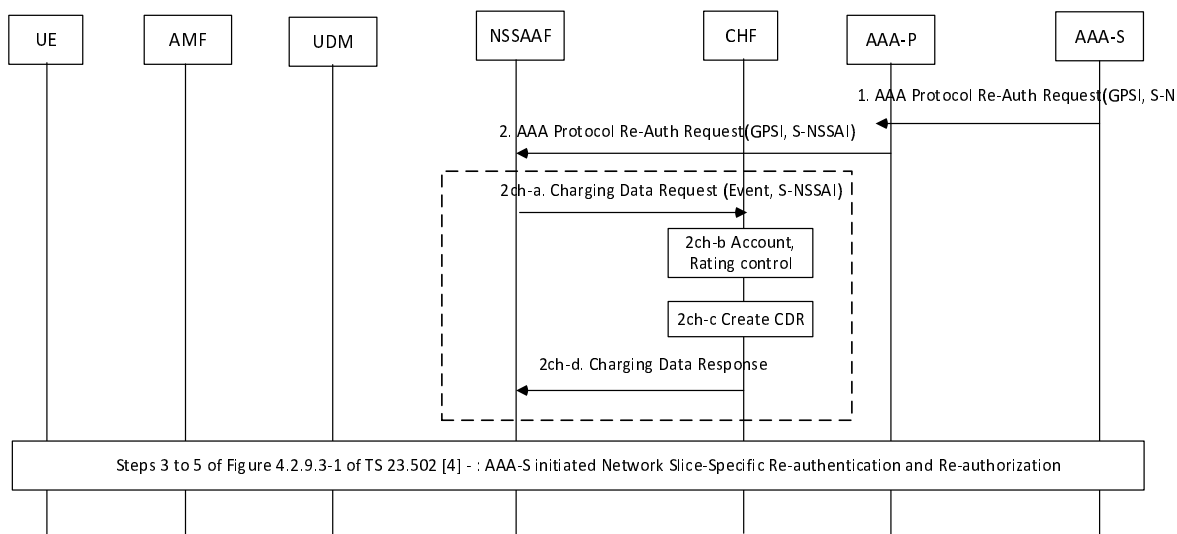 UE
AMF
UDM
NSSAAF
CHF
AAA-P
AAA-S
1. AAA Protocol Re-Auth Request(GPSI, S-N
2. AAA Protocol Re-Auth Request(GPSI, S-NSSAI)
2ch-a. Charging Data Request (Event, S-NSSAI)
2ch-b Account,
Rating control
2ch-c Create CDR
2ch-d. Charging Data Response
Steps 3 to 5 of Figure 4.2.9.3-1 of TS 23.502 [4] - : AAA-S initiated Network Slice-Specific Re-authentication and Re-authorization